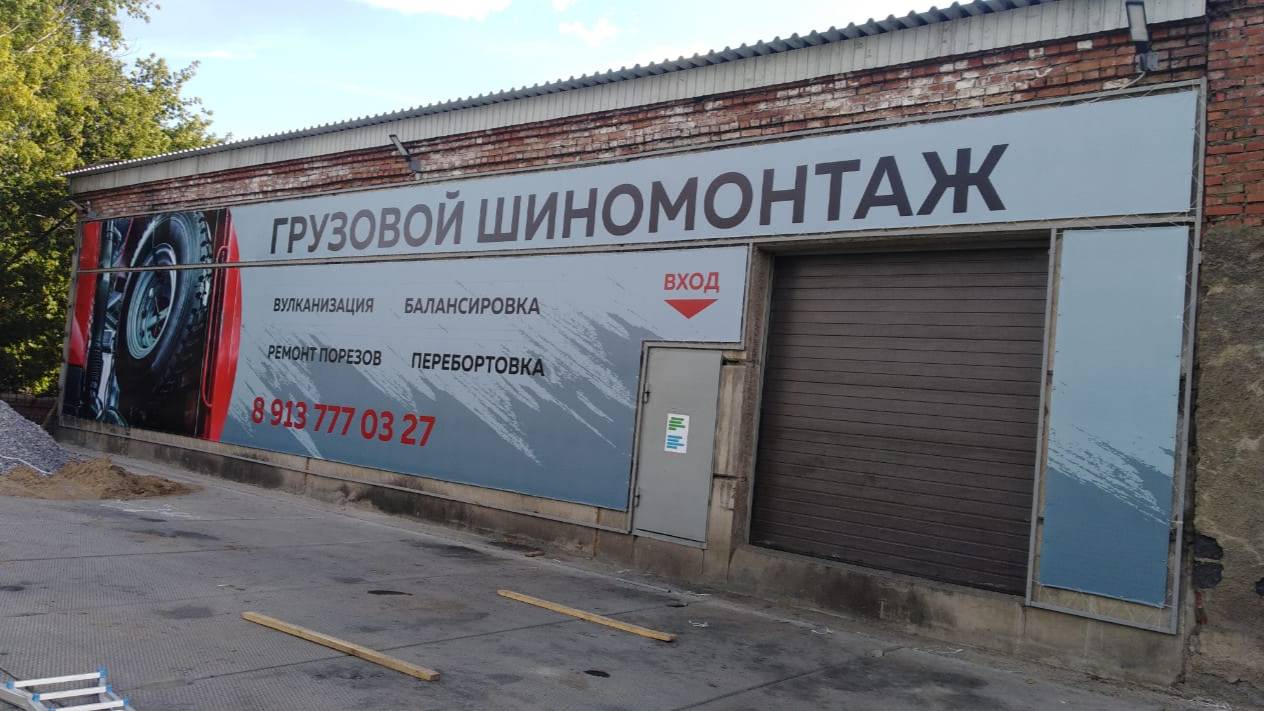 ГРУЗОВОЙ ШИНОМОНТАЖ
ВХОД
ВУЛКАНИЗАЦИЯ БАЛАНСИРОВКА
РЕМОНТ ПОРЕЗОВ ПЕРЕБОРТОВКА
8 913 777 03 27